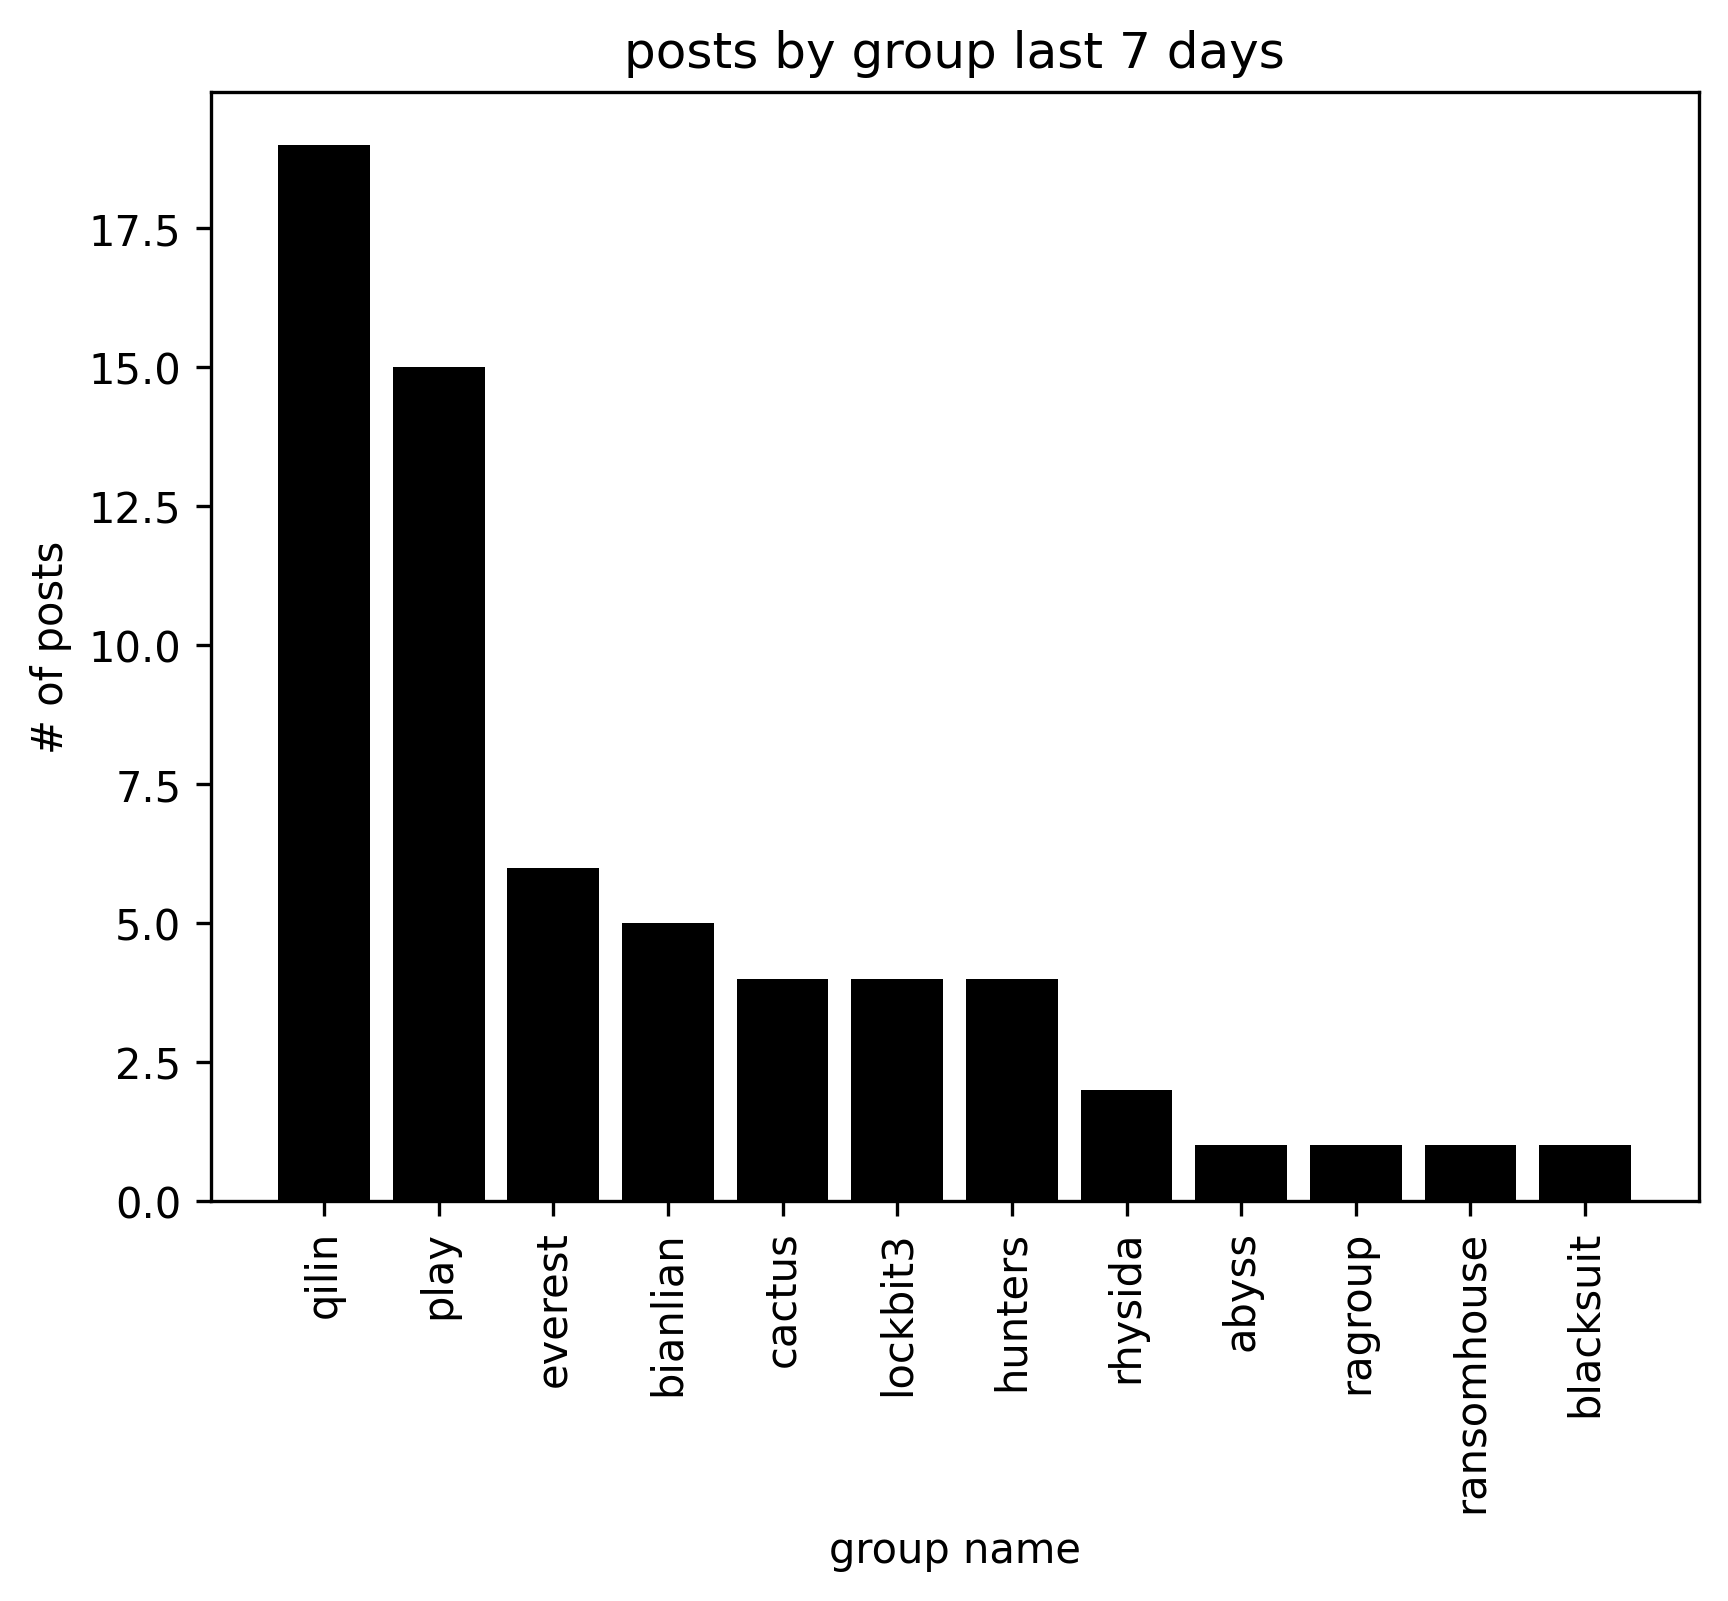 posts by group last 7 days
# of posts
17.5
15.0
12.5
10.0
7.5
5.0
2.5
0.0
qilin
play
everest
bianlian
cactus
lockbit3
hunters
rhysida
abyss
ragroup
ransomhouse
blacksuit
group name